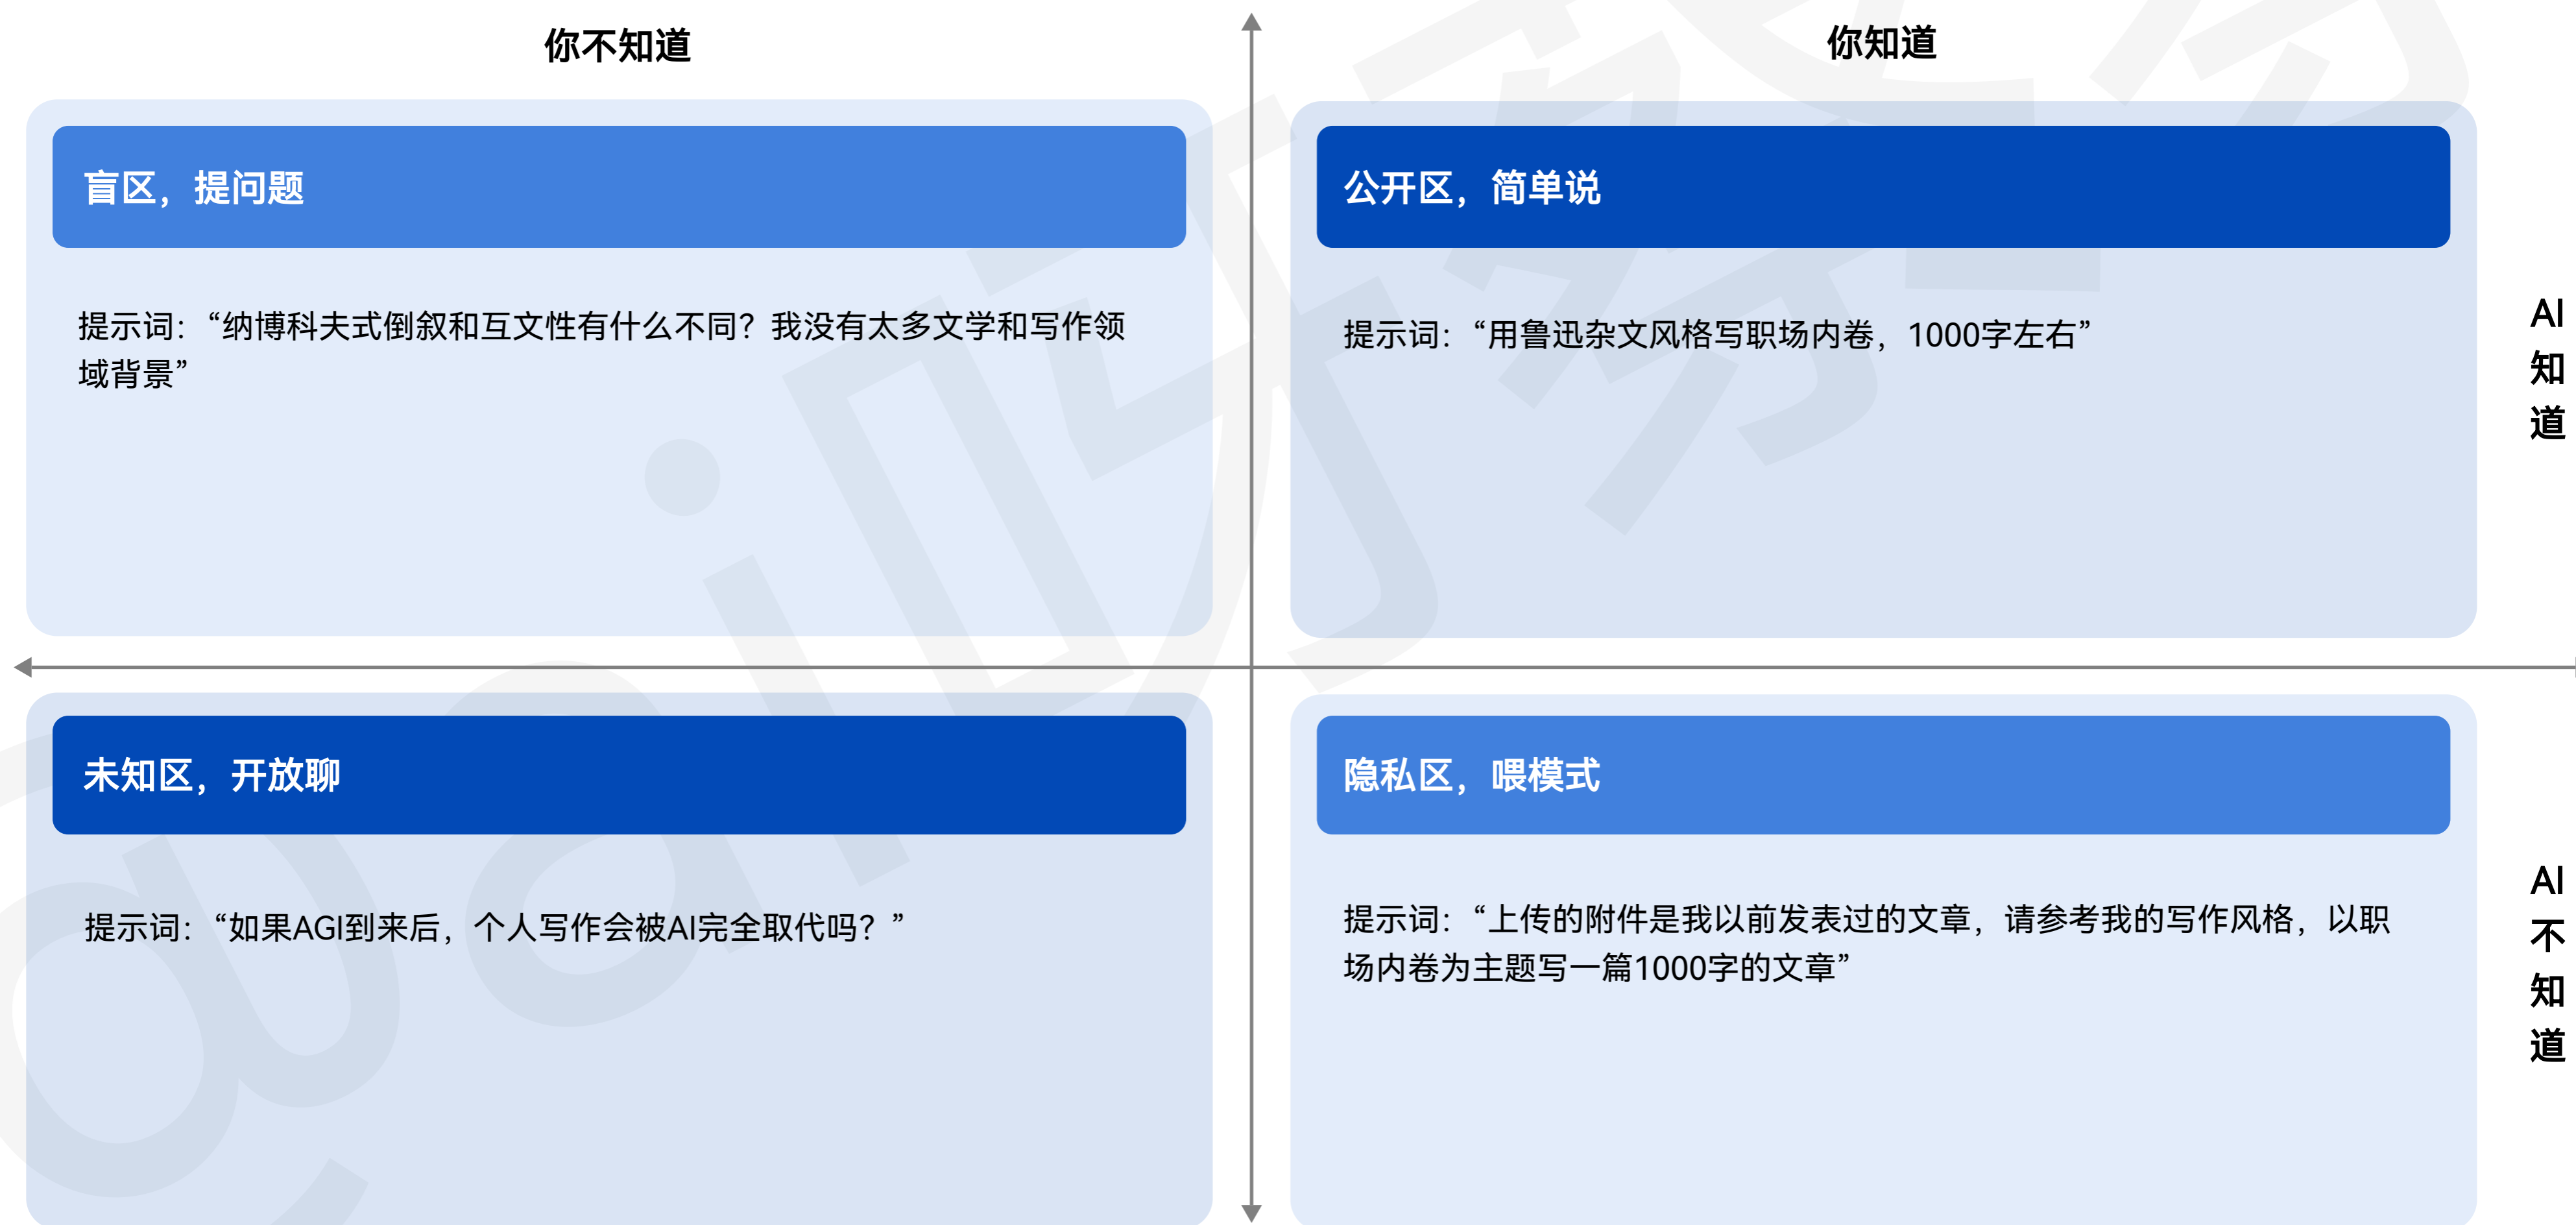 你不知道
你知道
盲区，提问题
提示词：“纳博科夫式倒叙和互文性有什么不同？我没有太多文学和写作领
域背景”
公开区，简单说
提示词：“用鲁迅杂文风格写职场内卷，1000字左右”
AI
知
道
未知区，开放聊
提示词：“如果AGI到来后，个人写作会被AI完全取代吗？”
隐私区，喂模式
提示词：“上传的附件是我以前发表过的文章，请参考我的写作风格，以职
场内卷为主题写一篇1000字的文章”
AI
不
知
道